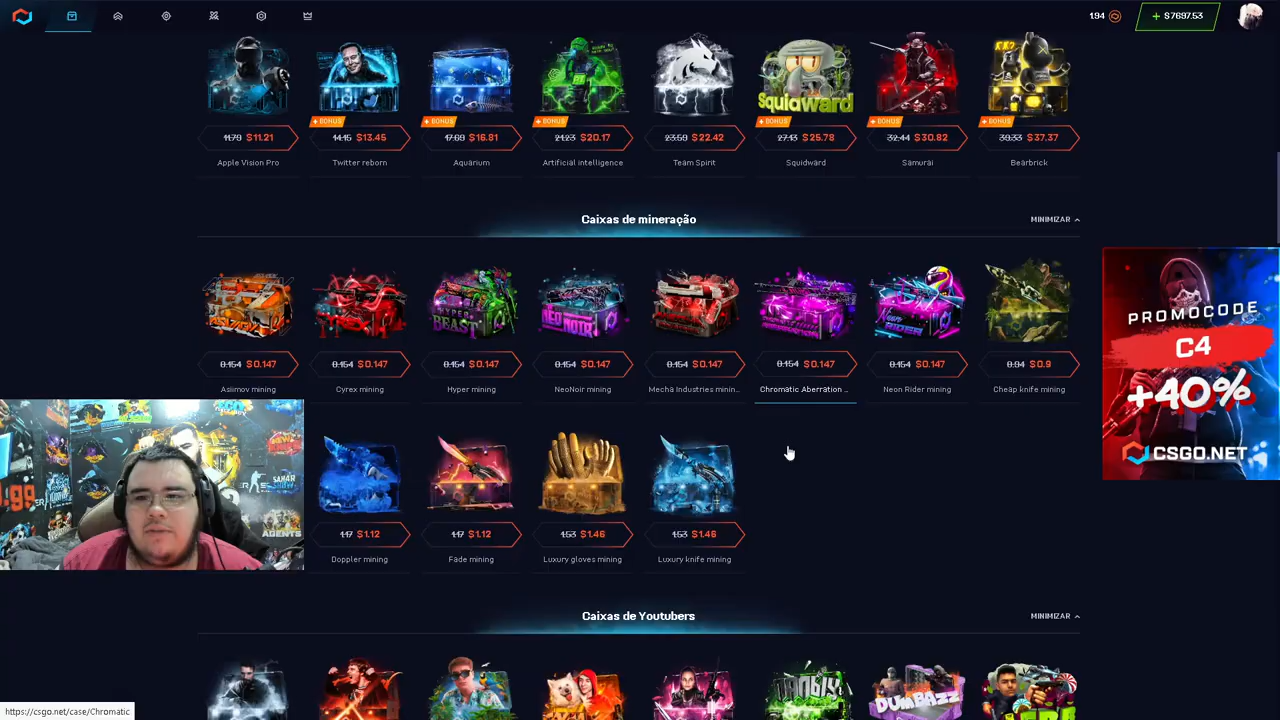 1.94
+ $7697.53
Squidward
+ BONUS
+ BONUS
+ BONUS
+ BONUS
+ BONUS
+ BONUS
11.79 $11.21
14.15 $13.45
17.69 $16.81
21.23 $20.17
23.59 $22.42
27.13 $25.78
32.44 $30.82
39.33 $37.37
Apple Vision Pro
Twitter reborn
Aquarium
Artificial intelligence
Team Spirit
Squidward
Samurai
Bearbrick
Caixas de mineração
MINIMIZAR
HYPER BEAST
NEO NOIR
0.154 $0.147
0.154 $0.147
0.154 $0.147
0.154 $0.147
0.154 $0.147
0.154 $0.147
0.154 $0.147
0.94 $0.9
Asiimov mining
Cyrex mining
Hyper mining
NeoNoir mining
Mecha Industries minin...
Chromatic Aberration ...
Neon Rider mining
Cheap knife mining
PROMOCODE
C4
+40%
CSGO.NET
1.17 $1.12
1.17 $1.12
1.53 $1.46
1.53 $1.46
Doppler mining
Fade mining
Luxury gloves mining
Luxury knife mining
AGENTS
Caixas de Youtubers
MINIMIZAR
DUMBAZZ
https://csgo.net/case/Chromatic